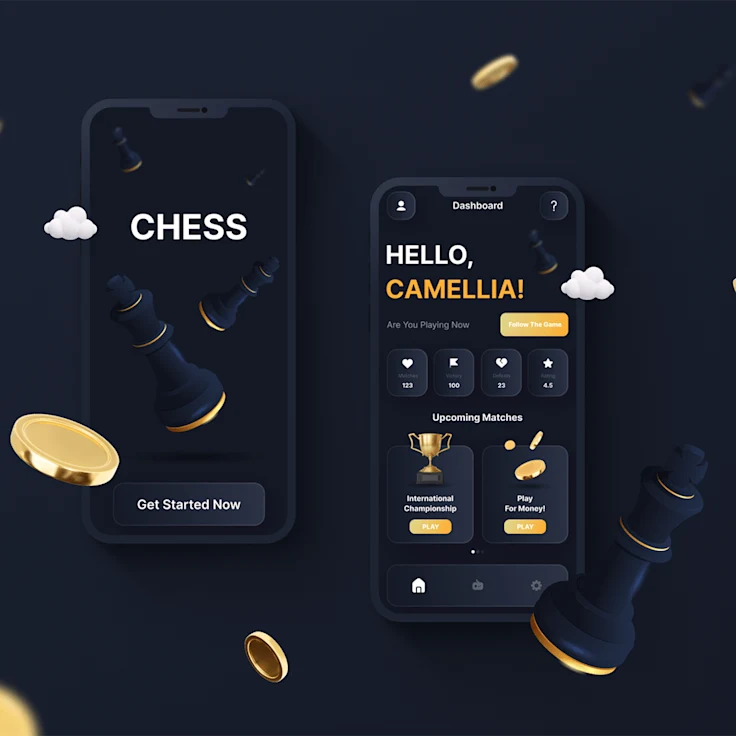 CHESS
Get Started Now
Dashboard
?
HELLO,
CAMELLIA!
Are You Playing Now
Follow The Game
Matches
Victory
Defeats
Rating
123
100
23
4.5
Upcoming Matches
International
Championship
PLAY
Play
For Money!
PLAY